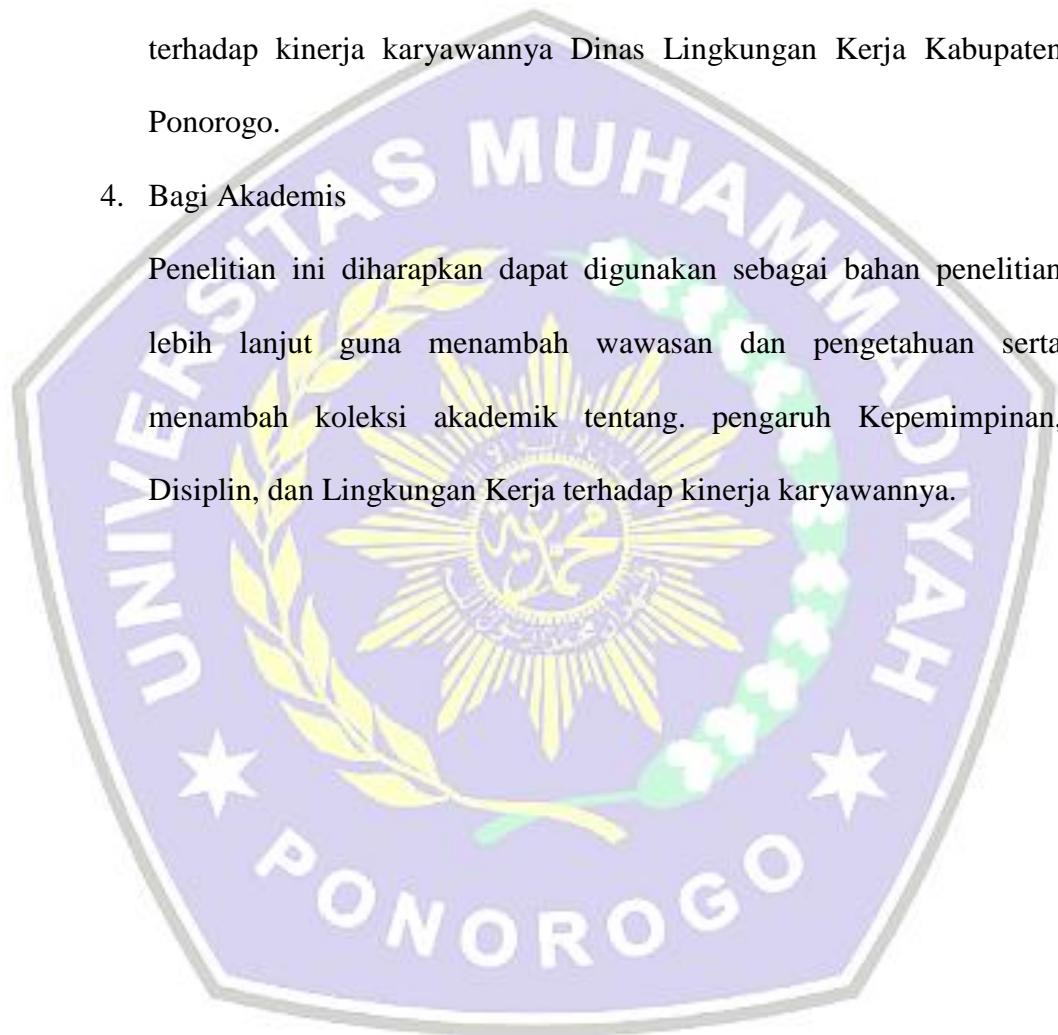 terhadap kinerja karyawannya Dinas Lingkungan Kerja Kabupaten
Ponorogo.
4. Bagi Akademis
Penelitian ini diharapkan dapat digunakan sebagai bahan penelitian
lebih lanjut guna menambah wawasan dan pengetahuan serta
menambah koleksi akademik tentang. pengaruh Kepemimpinan,
Disiplin, dan Lingkungan Kerja terhadap kinerja karyawannya.
UNIVERSITAS MUHAMMADIYAH
PONOROGO